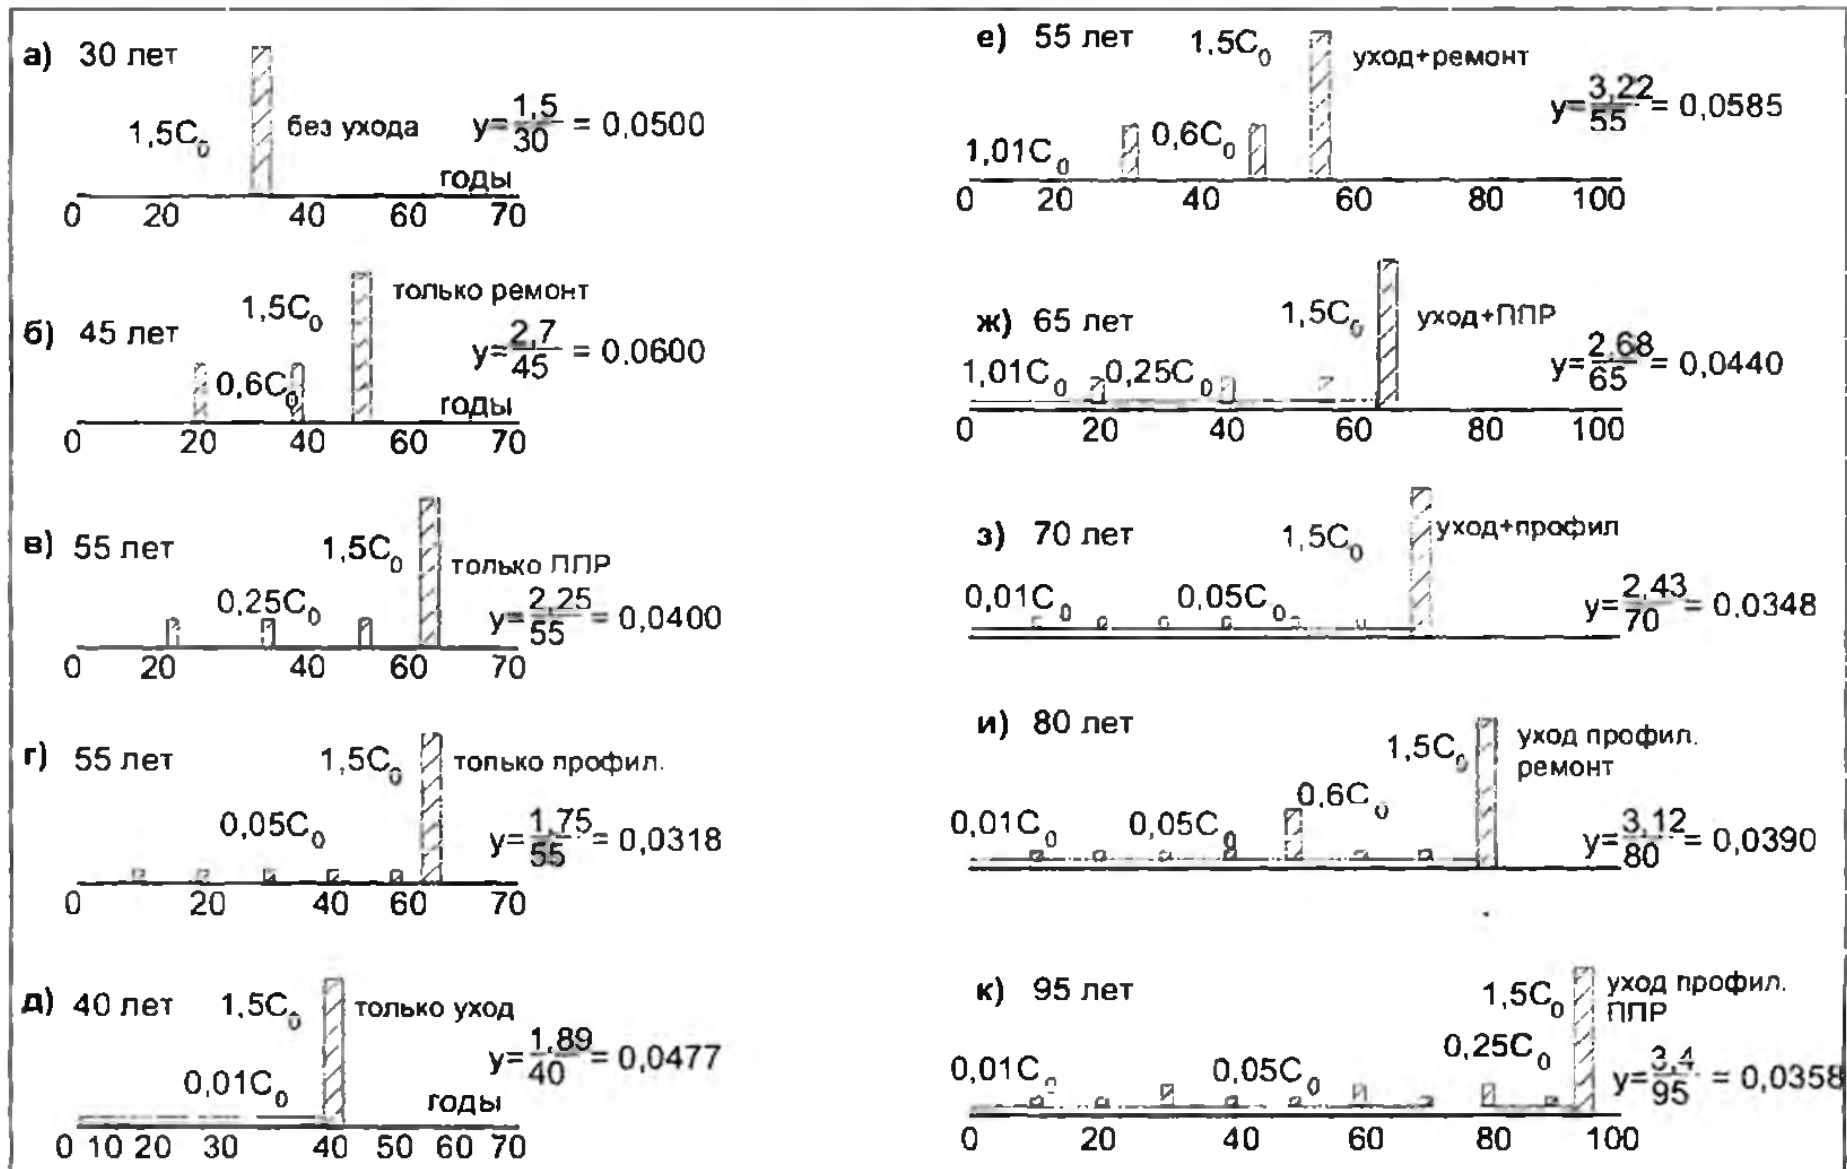 а) 30 лет
1,5C₀
без ухода
y=1,5/30 = 0,0500
годы
0 20 40 60 70
б) 45 лет
1,5C₀
только ремонт
y=2,7/45 = 0,0600
0,6C₀
годы
0 20 40 60 70
в) 55 лет
1,5C₀
только ППР
0,25C₀
y=2,25/55 = 0,0400
0 20 40 60 70
г) 55 лет
1,5C₀
только профил.
0,05C₀
y=1,75/55 = 0,0318
0 20 40 60 70
д) 40 лет
1,5C₀
только уход
y=1,89/40 = 0,0477
0,01C₀
годы
0 10 20 30 40 50 60 70
е) 55 лет
1.5C₀
уход+ремонт
y=3,22/55 = 0,0585
1,01C₀
0,6C₀
0 20 40 60 80 100
ж) 65 лет
1,5C₀
уход+ППР
y=2,68/65 = 0,0440
1,01C₀
0,25C₀
0 20 40 60 80 100
з) 70 лет
1,5C₀
уход+профил
0,01C₀
0,05C₀
y=2,43/70 = 0.0348
и) 80 лет
1,5C₀
уход профил.
ремонт
0,6C₀
0,01C₀
0,05C₀
y=3,12/80 = 0,0390
0 20 40 60 80 100
к) 95 лет
1,5C₀
уход профил.
ППР
0,25C₀
0,01C₀
0,05C₀
y=3,4/95 = 0,0358
0 20 40 60 80 100